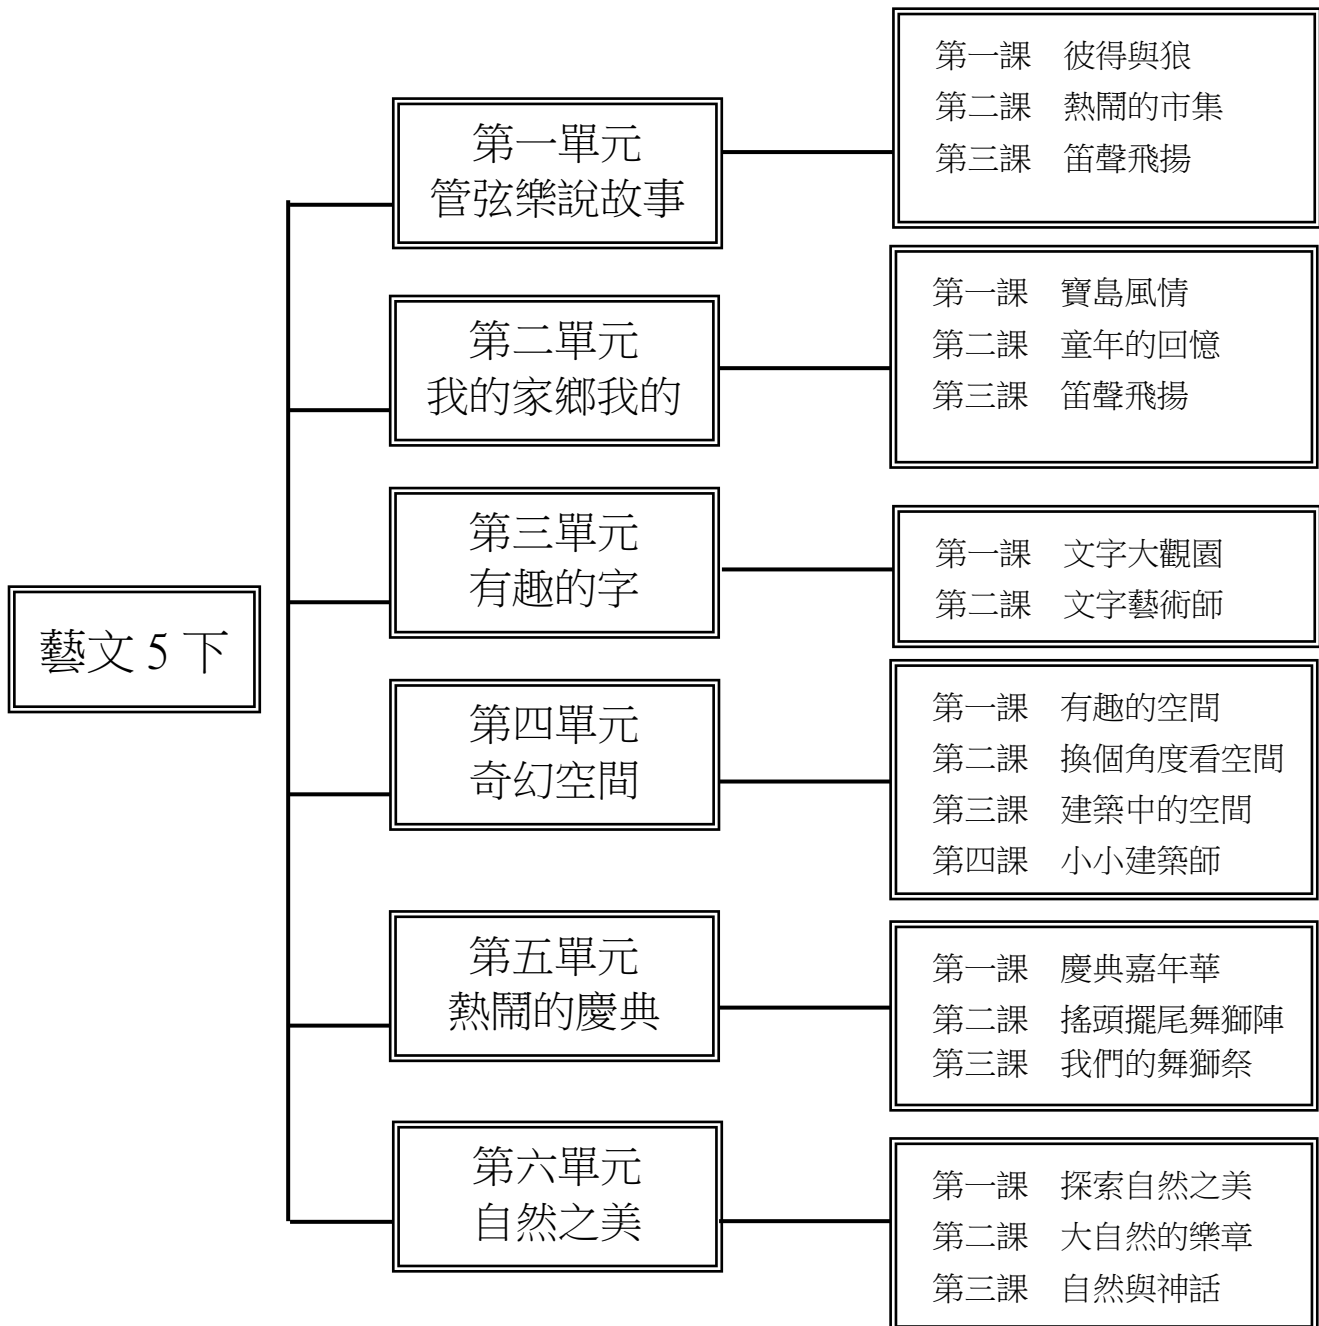 藝文 5 下
第一單元
管弦樂說故事
第一課 彼得與狼
第二課 熱鬧的市集
第三課 笛聲飛揚
第二單元
我的家鄉我的
第一課 寶島風情
第二課 童年的回憶
第三課 笛聲飛揚
第三單元
有趣的字
第一課 文字大觀園
第二課 文字藝術師
第四單元
奇幻空間
第一課 有趣的空間
第二課 換個角度看空間
第三課 建築中的空間
第四課 小小建築師
第五單元
熱鬧的慶典
第一課 慶典嘉年華
第二課 搖頭擺尾舞獅陣
第三課 我們的舞獅祭
第六單元
自然之美
第一課 探索自然之美
第二課 大自然的樂章
第三課 自然與神話